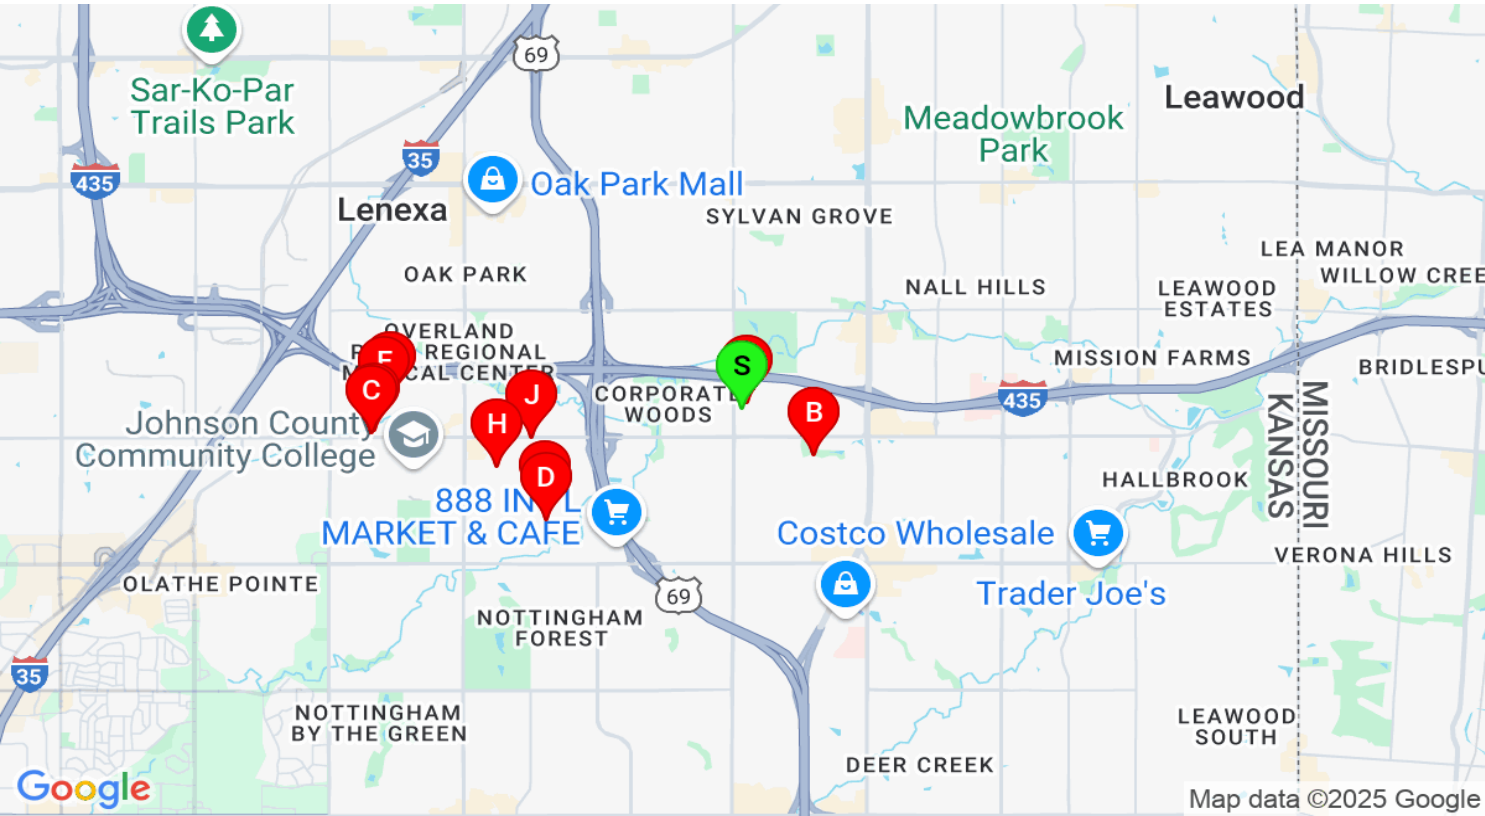 69
Sar-Ko-Par
Trails Park
Leawood
Meadowbrook
Park
35
435
Oak Park Mall
Lenexa
SYLVAN GROVE
LEA MANOR
OAK PARK
WILLOW CREE
NALL HILLS
LEAWOOD
ESTATES
OVERLAND
REGIONAL
CAL CENTER
MISSION FARMS
BRIDLESPU
S
C
J
H
B
D
CORPORATE
WOODS
435
MISSOURI
KANSAS
Johnson County
Community College
HALLBROOK
888 IN L
MARKET & CAFE
Costco Wholesale
VERONA HILLS
OLATHE POINTE
69
Trader Joe's
NOTTINGHAM
FOREST
35
NOTTINGHAM
BY THE GREEN
LEAWOOD
SOUTH
DEER CREEK
Google
Map data ©2025 Google